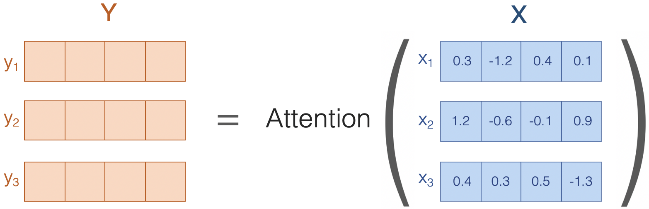 Y X
y1 x1 0.3 -1.2 0.4 0.1
y2 = Attention ( x2 1.2 -0.6 -0.1 0.9 )
y3 x3 0.4 0.3 0.5 -1.3